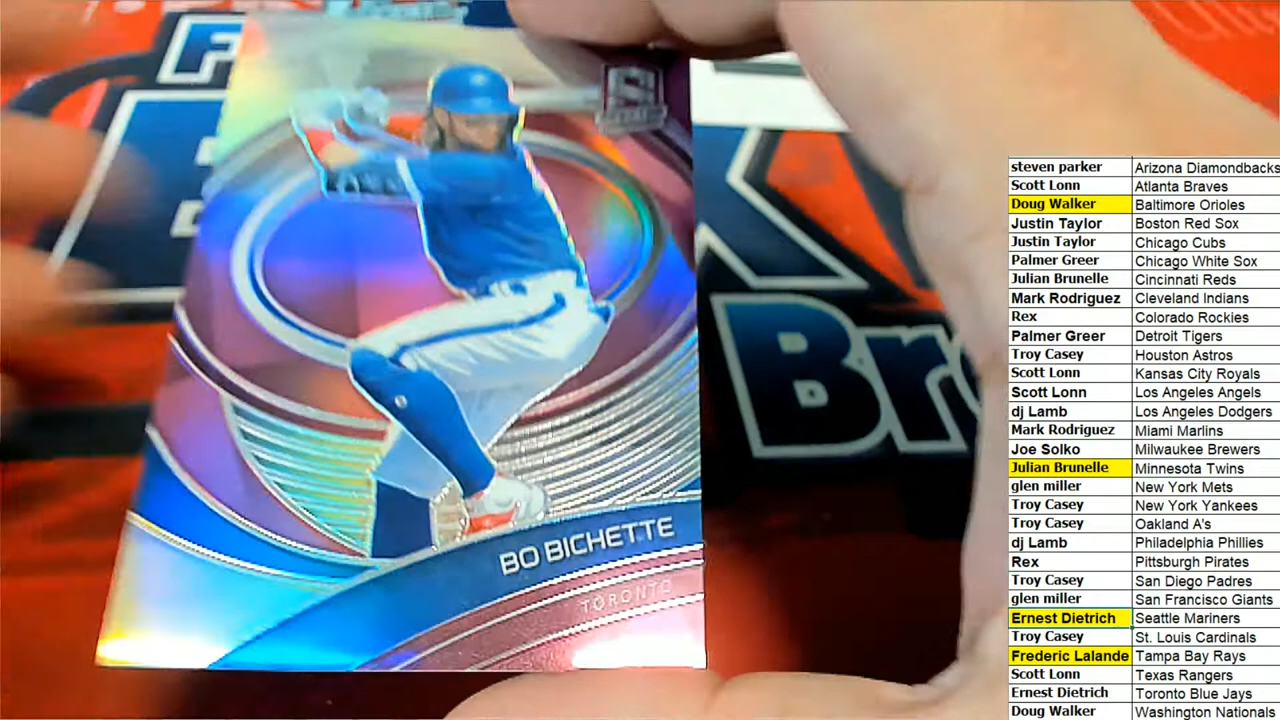 BO BICHETTE
TORONTO
Br
steven parker Arizona Diamondbacks
Scott Lonn Atlanta Braves
Doug Walker Baltimore Orioles
Justin Taylor Boston Red Sox
Justin Taylor Chicago Cubs
Palmer Greer Chicago White Sox
Julian Brunelle Cincinnati Reds
Mark Rodriguez Cleveland Indians
Rex Colorado Rockies
Palmer Greer Detroit Tigers
Troy Casey Houston Astros
Scott Lonn Kansas City Royals
Scott Lonn Los Angeles Angels
dj Lamb Los Angeles Dodgers
Mark Rodriguez Miami Marlins
Joe Solko Milwaukee Brewers
Julian Brunelle Minnesota Twins
glen miller New York Mets
Troy Casey New York Yankees
Troy Casey Oakland A's
dj Lamb Philadelphia Phillies
Rex Pittsburgh Pirates
Troy Casey San Diego Padres
glen miller San Francisco Giants
Ernest Dietrich Seattle Mariners
Troy Casey St. Louis Cardinals
Frederic Lalande Tampa Bay Rays
Scott Lonn Texas Rangers
Ernest Dietrich Toronto Blue Jays
Doug Walker Washington Nationals